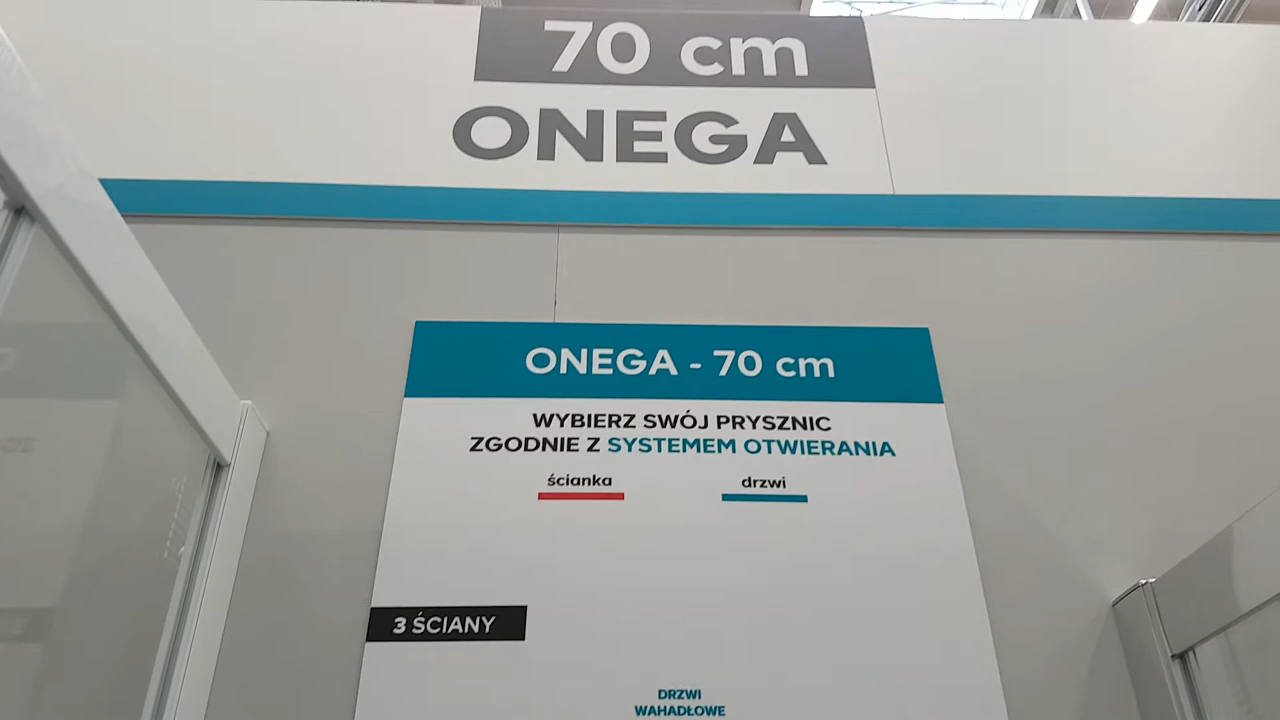 70 cm
ONEGA
ONEGA - 70 cm
WYBIERZ SWÓJ PRYSZNIC
ZGODNIE Z SYSTEMEM OTWIERANIA
ścianka
drzwi
3 ŚCIANY
DRZWI
WAHADŁOWE